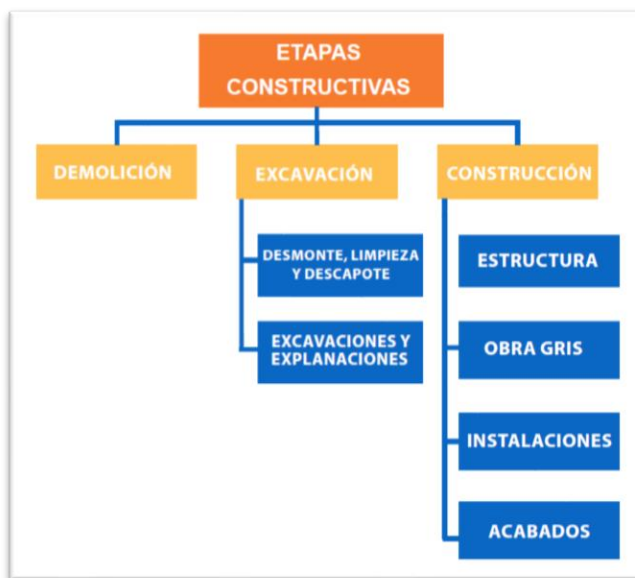 ETAPAS
CONSTRUCTIVAS
DEMOLICIÓN
EXCAVACIÓN
CONSTRUCCIÓN
DESMONTE, LIMPIEZA
Y DESCAPOTE
EXCAVACIONES Y
EXPLANACIONES
ESTRUCTURA
OBRA GRIS
INSTALACIONES
ACABADOS